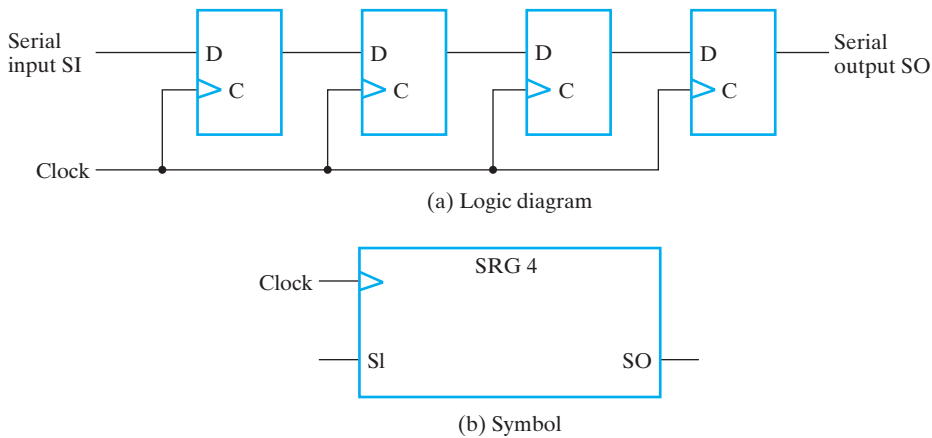 Serial
input SI
D
C
D
C
D
C
D
C
Serial
output SO
Clock
(a) Logic diagram
SRG 4
Clock
Sl
SO
(b) Symbol